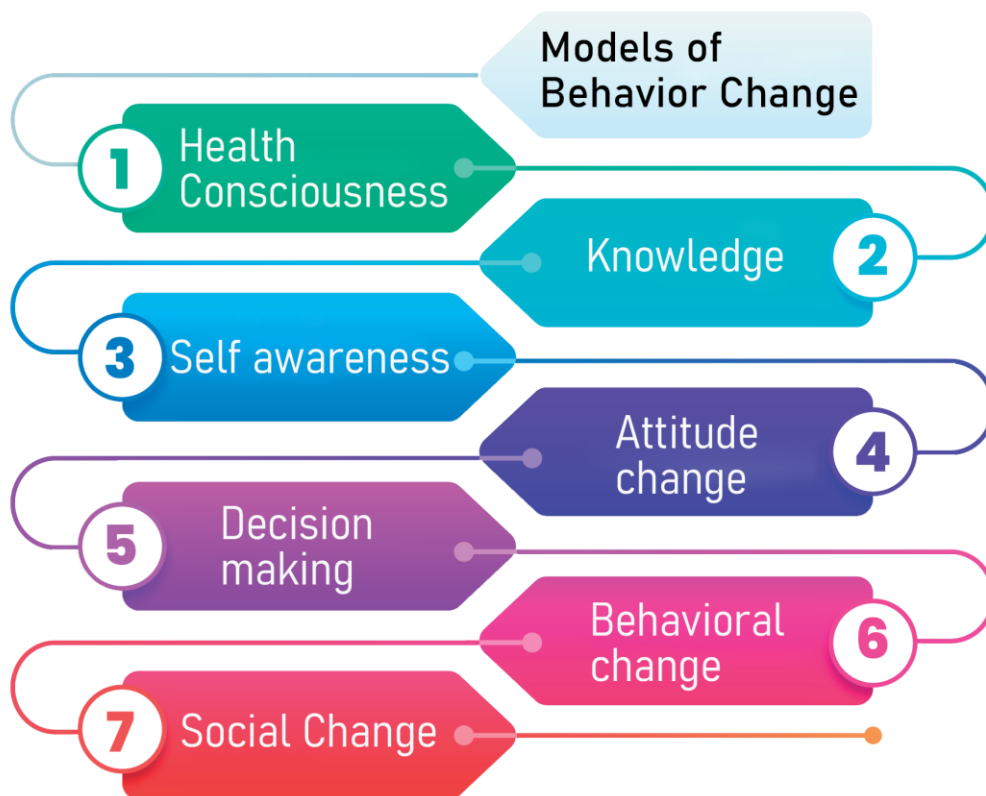 Models of
Behavior Change
1
Health
Consciousness
Knowledge
2
3
Self awareness
Attitude
change
4
5
Decision
making
Behavioral
change
6
7
Social Change